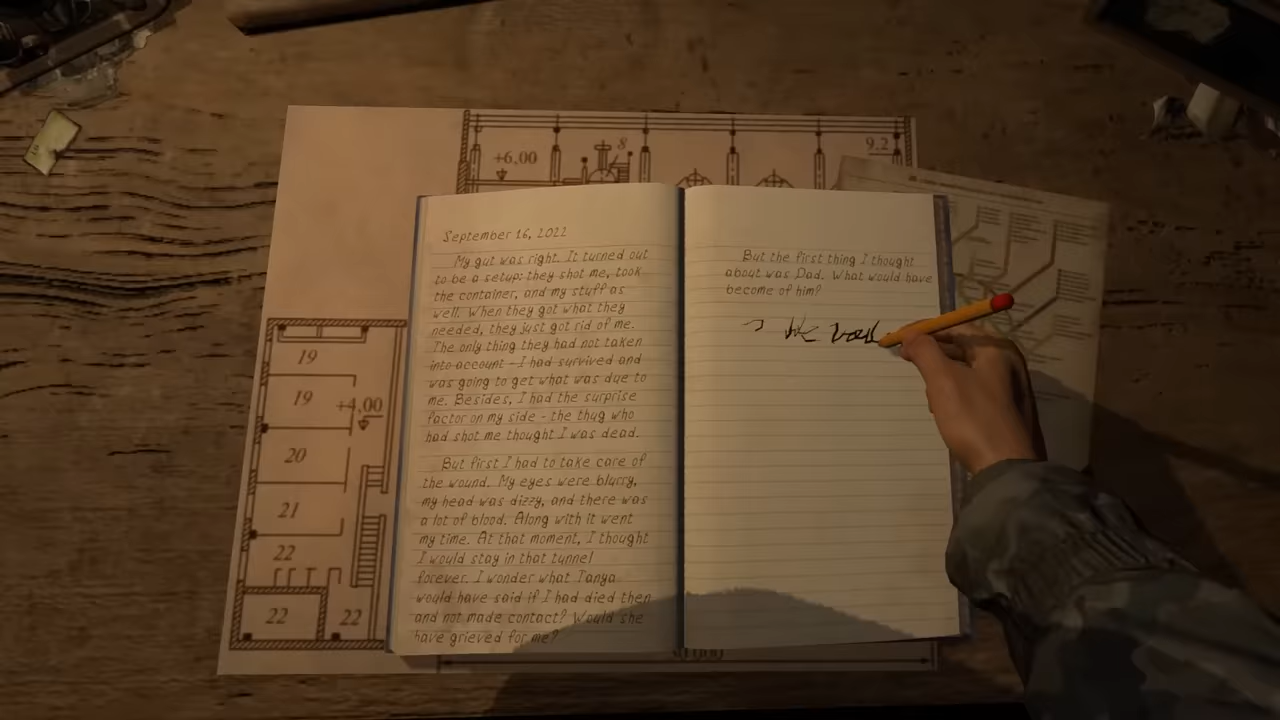 +6.00
8
9.2
September 16, 2022
My gut was right. It turned out
to be a setup: they shot me, took
the container, and my stuff as
well. When they got what they
needed, they just got rid of me.
The only thing they had not taken
into account - I had survived and
was going to get what was due to
me. Besides, I had the surprise
factor on my side - the thug who
had shot me thought I was dead.
But first I had to take care of
the wound. My eyes were blurry,
my head was dizzy, and there was
a lot of blood. Along with it went
my time. At that moment, I thought
I would stay in that tunnel
forever. I wonder what Tanya
would have said if I had died then
and not made contact? Would she
have grieved for me?
But the first thing I thought
about was Dad. What would have
become of him?
19
19
+4.00
20
21
22
22
22